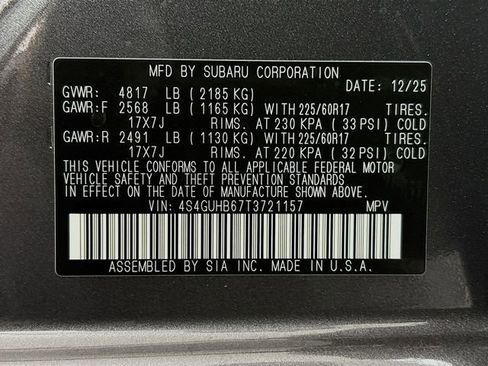 MFD BY SUBARU CORPORATION
GVWR: 4817 LB ( 2185 KG) DATE: 12/25
GAWR:F 2568 LB ( 1165 KG) WITH 225/60R17 TIRES.
17X7J RIMS. AT 230 KPA ( 33 PSI) COLD
GAWR:R 2491 LB ( 1130 KG) WITH 225/60R17 TIRES.
17X7J RIMS. AT 220 KPA ( 32 PSI) COLD
THIS VEHICLE CONFORMS TO ALL APPLICABLE FEDERAL MOTOR
VEHICLE SAFETY AND THEFT PREVENTION STANDARDS
IN EFFECT ON THE DATE OF MANUFACTURE SHOWN ABOVE.
VIN: 4S4GUHB67T3721157 MPV
ASSEMBLED BY SIA INC. MADE IN U.S.A.